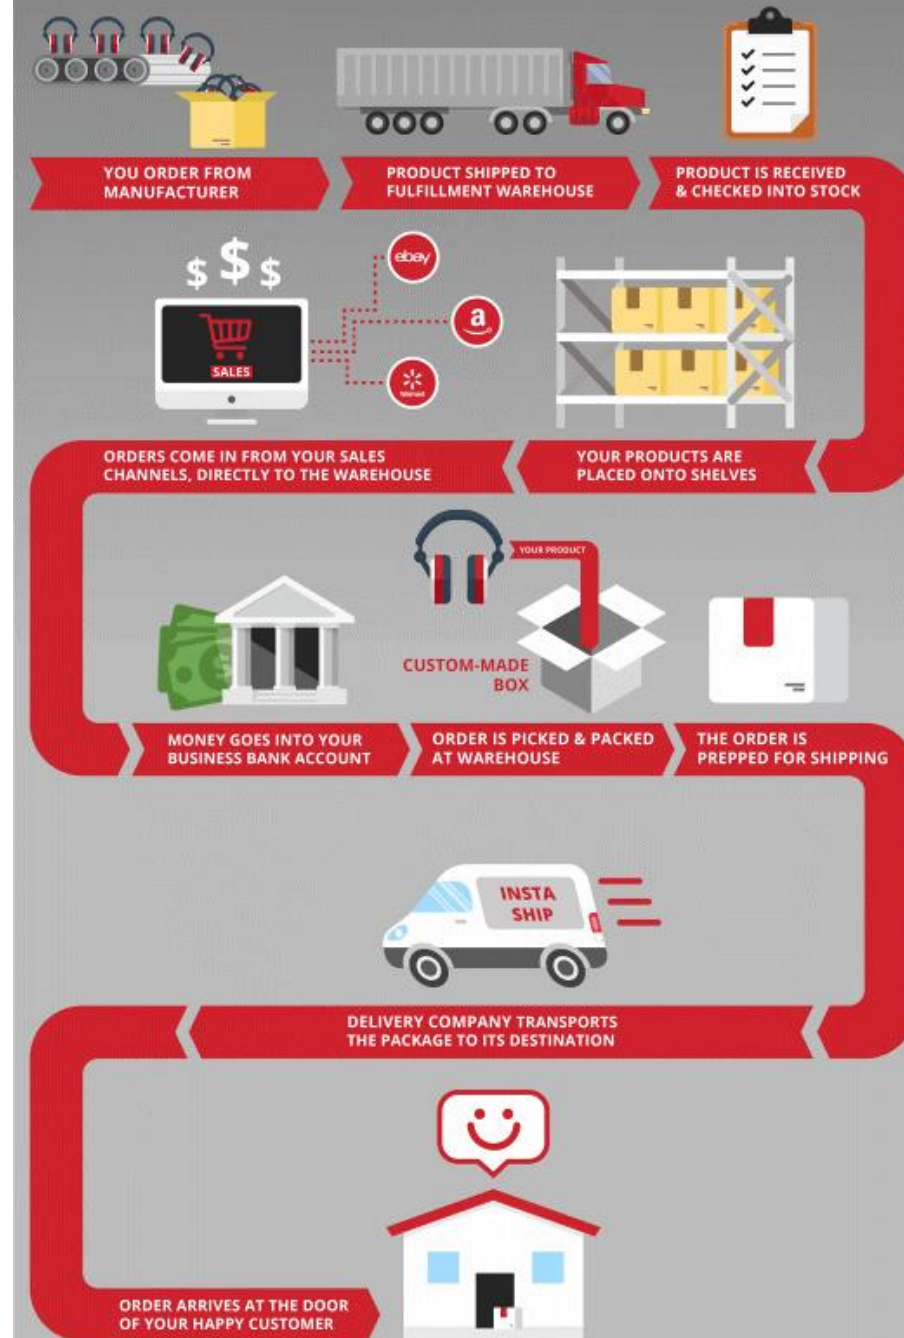 YOU ORDER FROM
MANUFACTURER
PRODUCT SHIPPED TO
FULFILLMENT WAREHOUSE
PRODUCT IS RECEIVED
& CHECKED INTO STOCK
$ $ $
ebay
a
Walmart
SALES
YOUR PRODUCTS ARE
PLACED ONTO SHELVES
ORDERS COME IN FROM YOUR SALES
CHANNELS, DIRECTLY TO THE WAREHOUSE
YOUR PRODUCT
CUSTOM-MADE
BOX
MONEY GOES INTO YOUR
BUSINESS BANK ACCOUNT
ORDER IS PICKED & PACKED
AT WAREHOUSE
THE ORDER IS
PREPPED FOR SHIPPING
INSTA
SHIP
DELIVERY COMPANY TRANSPORTS
THE PACKAGE TO ITS DESTINATION
ORDER ARRIVES AT THE DOOR
OF YOUR HAPPY CUSTOMER